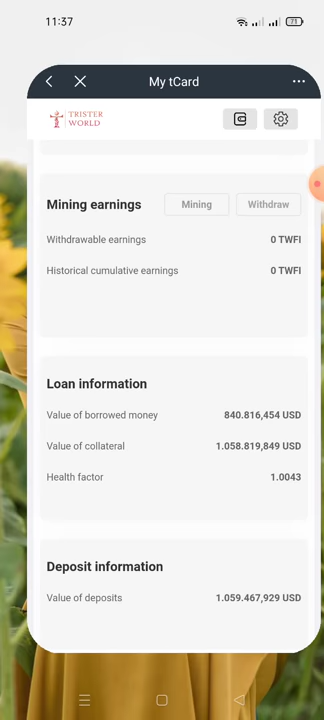 11:37
71
My tCard
TRISTER
WORLD
Mining earnings
Mining
Withdraw
Withdrawable earnings
0 TWFI
Historical cumulative earnings
0 TWFI
Loan information
Value of borrowed money
840.816,454 USD
Value of collateral
1.058.819,849 USD
Health factor
1.0043
Deposit information
Value of deposits
1.059.467,929 USD